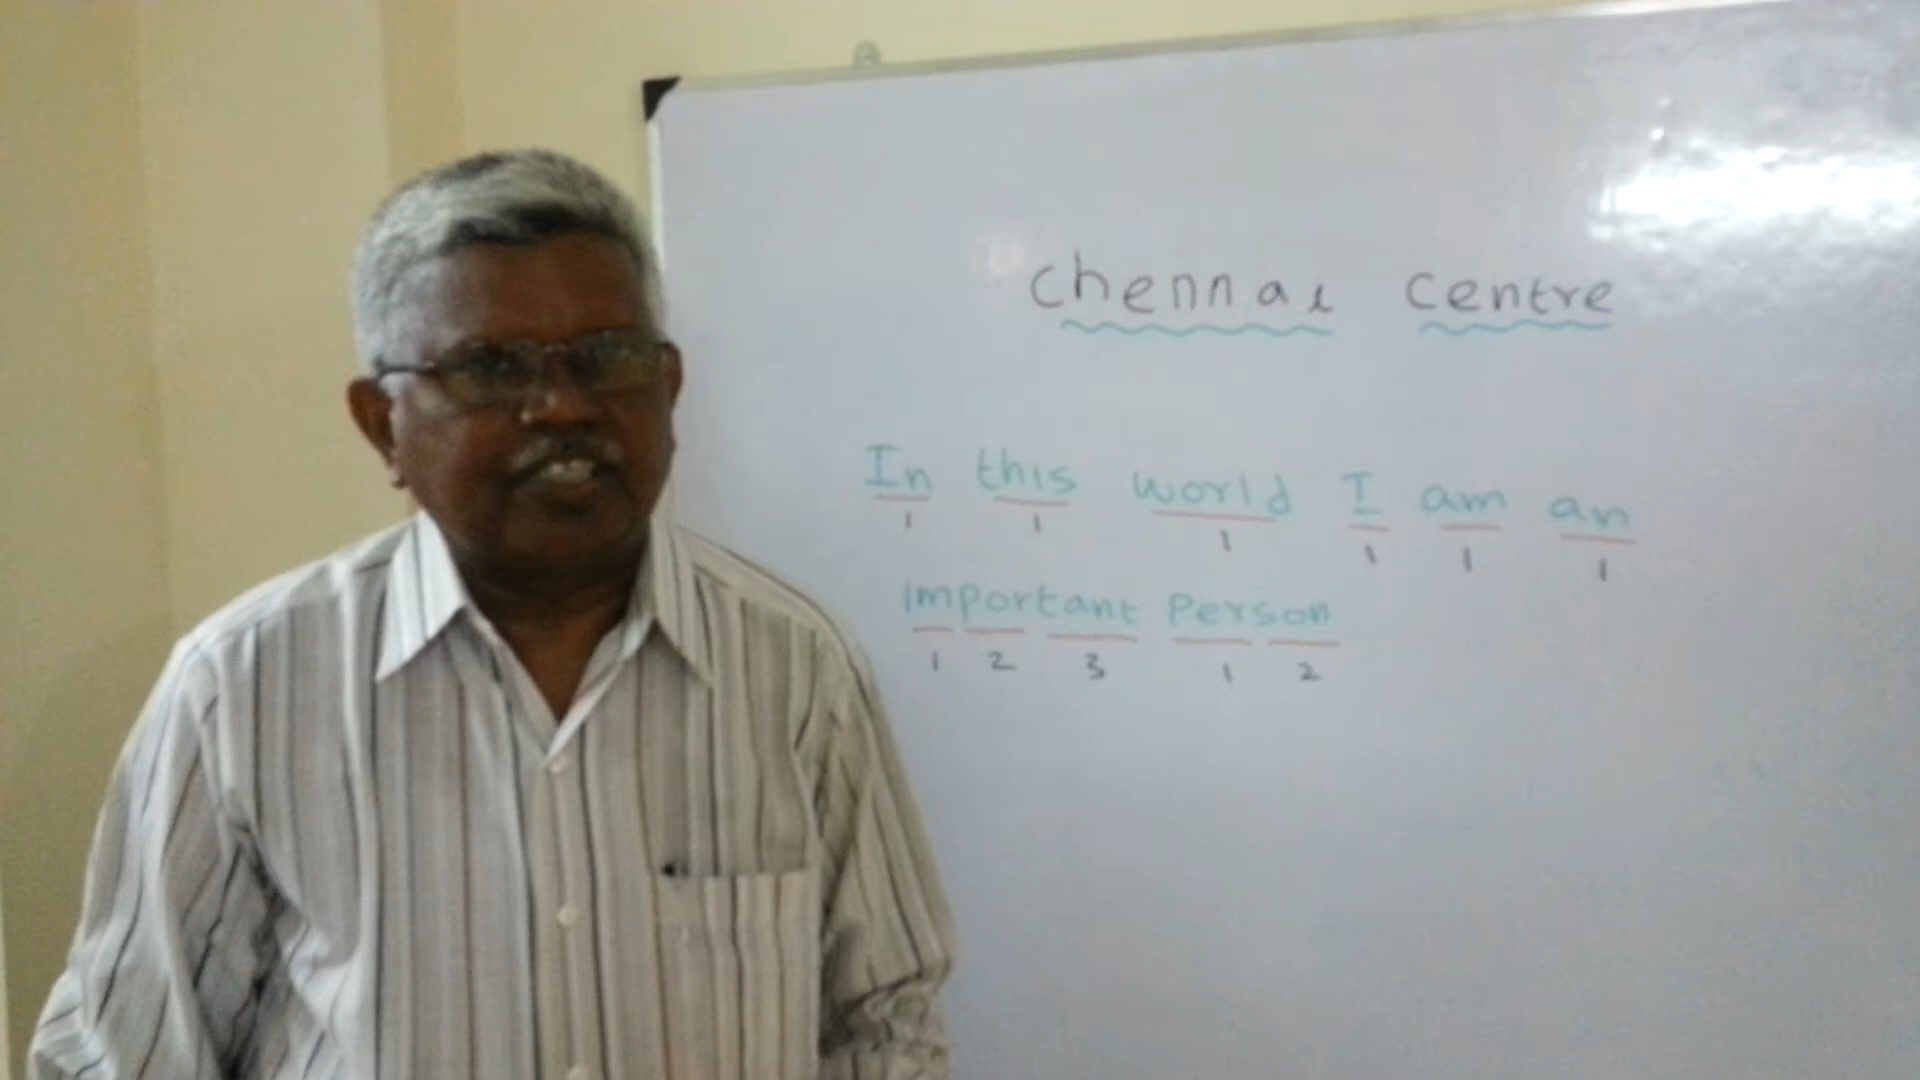 Chennai Centre
In this world I am an
1 1 1 1 1 1
important Person
1 2 3 1 2